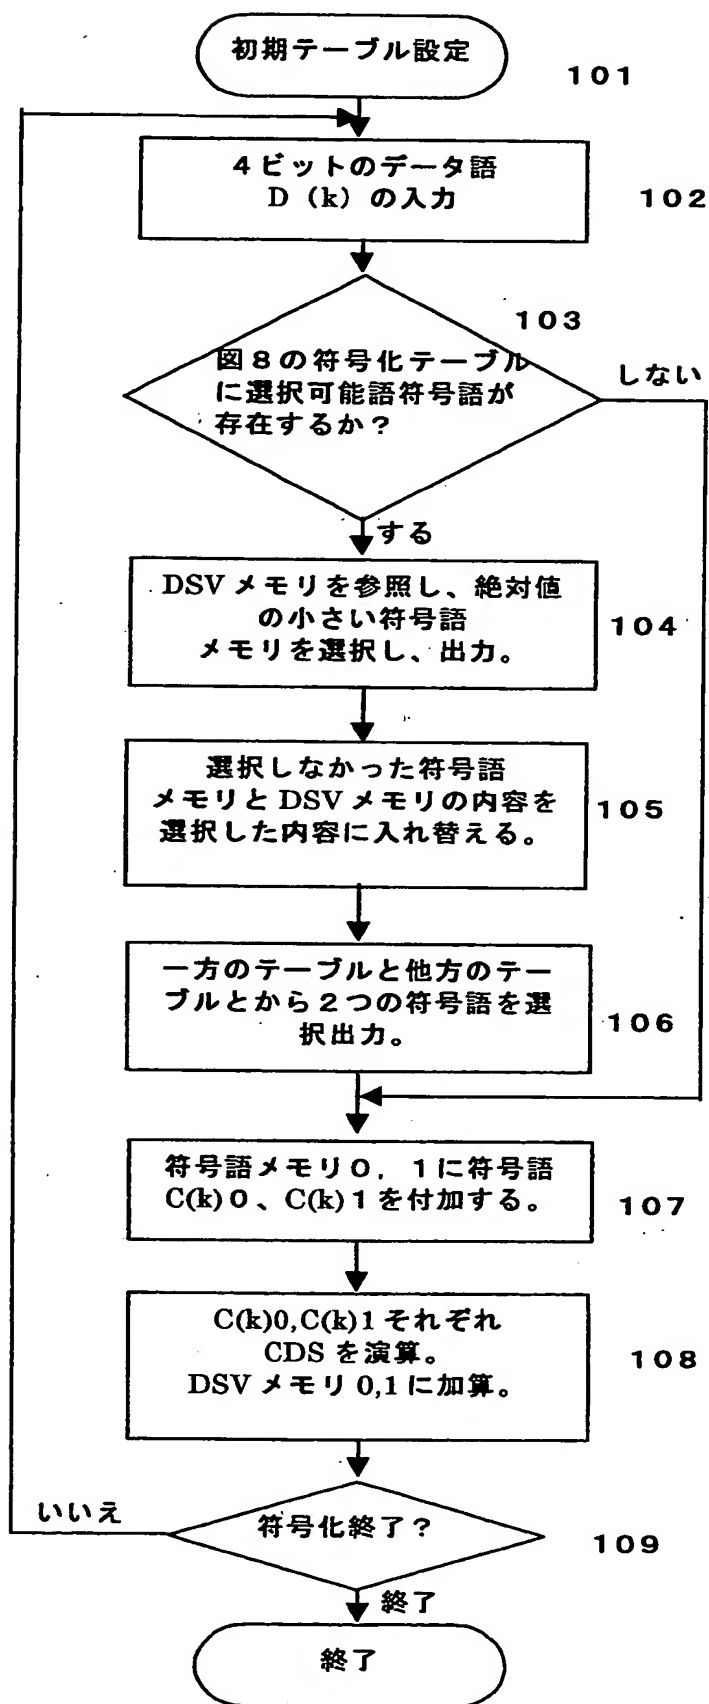 初期テーブル設定
101
4ビットのデータ語
D(k)の入力
102
103
図8の符号化テーブル
に選択可能語符号語が
存在するか?
しない
する
DSVメモリを参照し、絶対値
の小さい符号語
メモリを選択し、出力。
104
選択しなかった符号語
メモリとDSVメモリの内容を
選択した内容に入れ替える。
105
一方のテーブルと他方のテー
ブルとから2つの符号語を選
択出力。
106
符号語メモリ0,1に符号語
C(k)0、C(k)1を付加する。
107
C(k)0,C(k)1それぞれ
CDSを演算。
DSVメモリ0,1に加算。
108
いいえ
符号化終了?
109
終了
終了